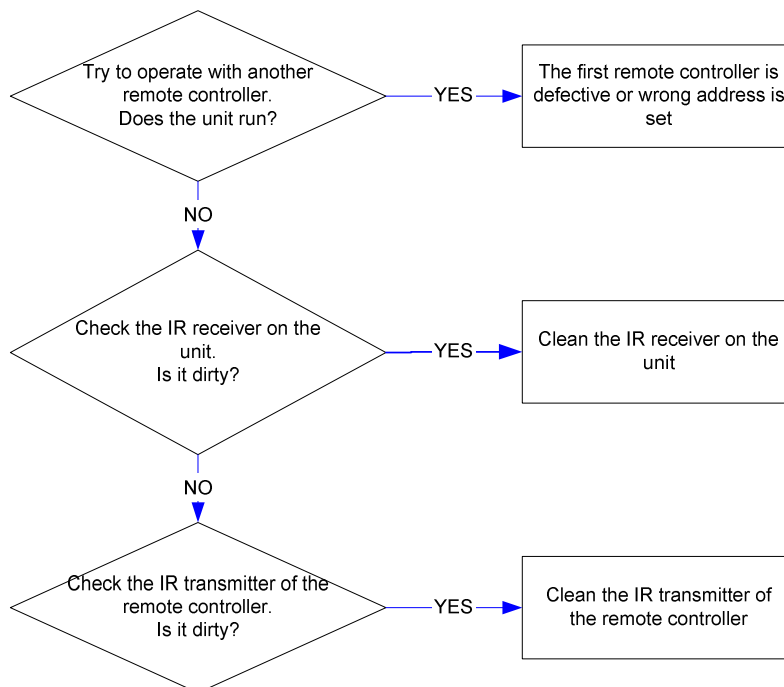 Try to operate with another
remote controller.
Does the unit run?
YES
The first remote controller is
defective or wrong address is
set
NO
Check the IR receiver on the
unit.
Is it dirty?
YES
Clean the IR receiver on the
unit
NO
Check the IR transmitter of the
remote controller.
Is it dirty?
YES
Clean the IR transmitter of
the remote controller